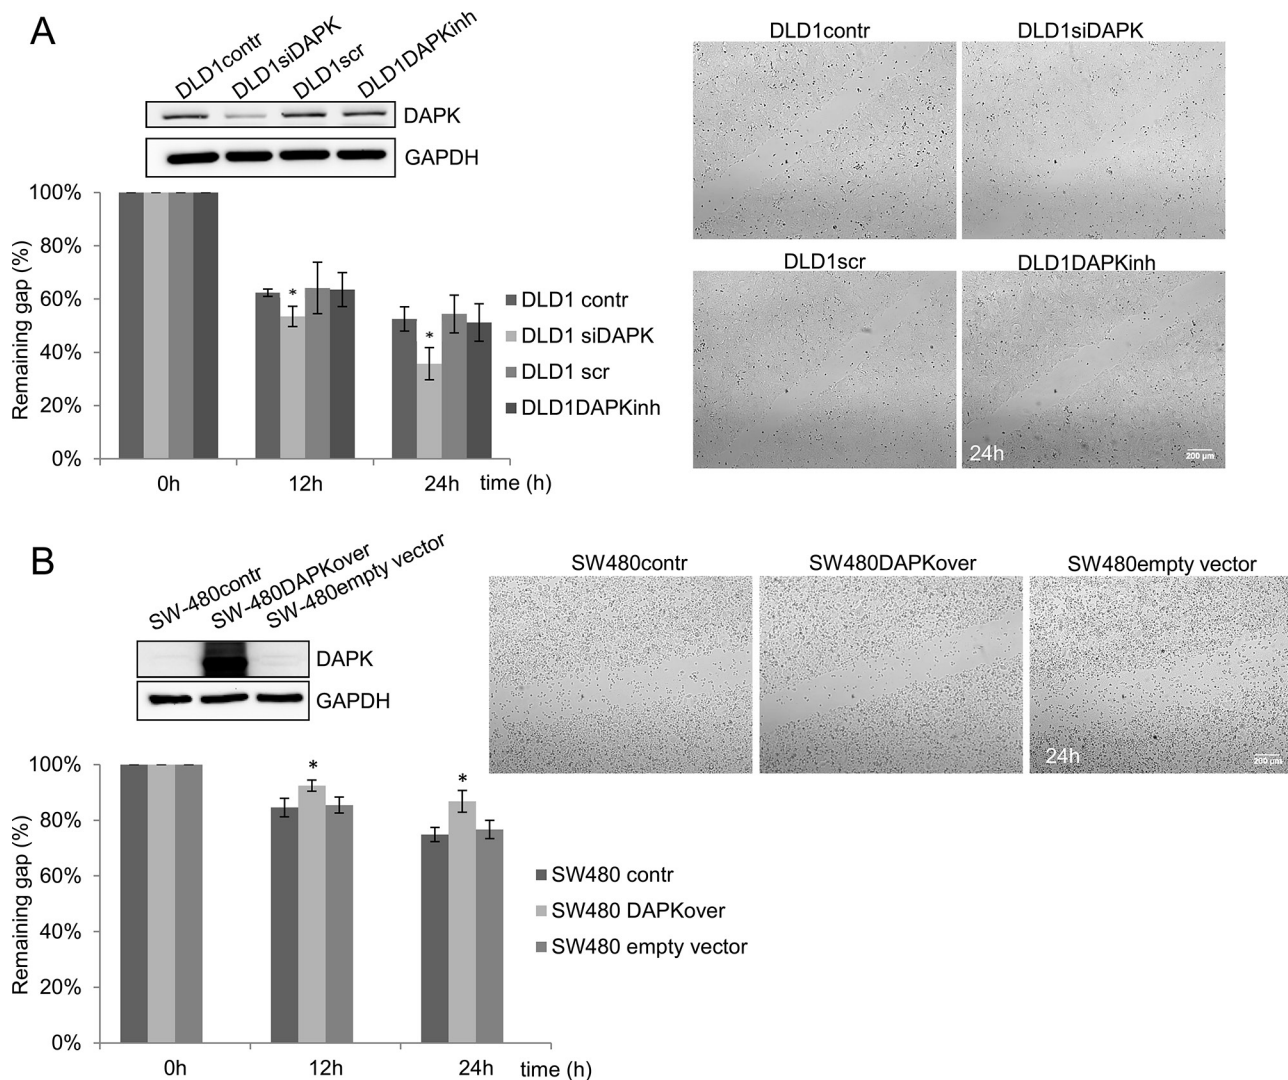 A
DLD1contr
DLD1siDAPK
DLD1scr
DLD1DAPKinh
DAPK
GAPDH
100%
80%
60%
40%
20%
0%
Remaining gap (%)
*
*
0h
12h
24h
time (h)
DLD1 contr
DLD1 siDAPK
DLD1 scr
DLD1DAPKinh
DLD1contr
DLD1siDAPK
DLD1scr
DLD1DAPKinh
24h
200 µm
B
SW-480contr
SW-480DAPKover
SW-480empty vector
DAPK
GAPDH
100%
80%
60%
40%
20%
0%
Remaining gap (%)
*
*
0h
12h
24h
time (h)
SW480 contr
SW480 DAPKover
SW480 empty vector
SW480contr
SW480DAPKover
SW480empty vector
24h
200 µm